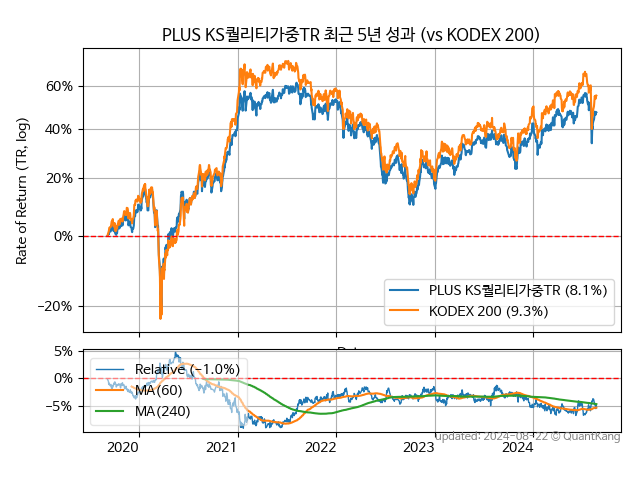 PLUS KS퀄리티가중TR 최근 5년 성과 (vs KODEX 200)
Rate of Return (TR, log)
60%
40%
20%
0%
−20%
PLUS KS퀄리티가중TR (8.1%)
KODEX 200 (9.3%)
5%
0%
−5%
Relative (−1.0%)
MA(60)
MA(240)
2020 2021 2022 2023 2024
updated: 2024-08-22 © QuantKang